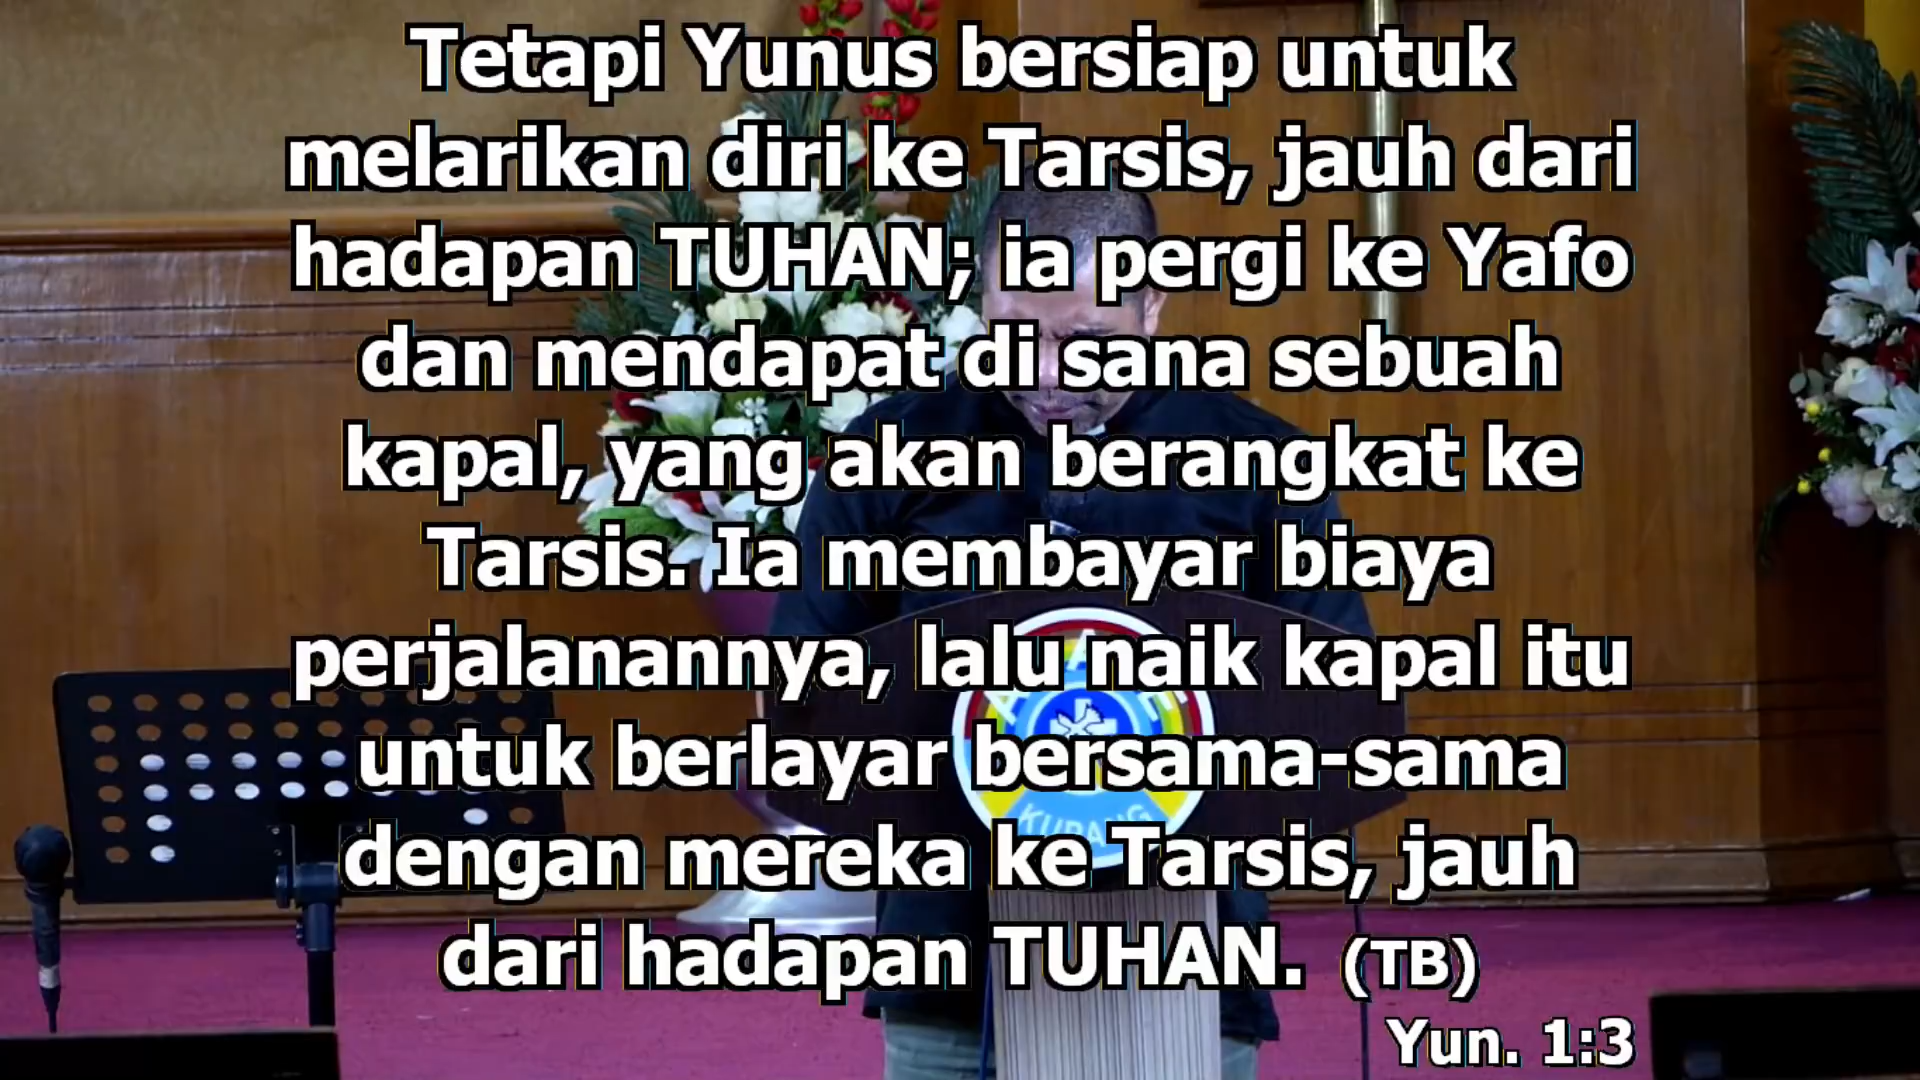 Tetapi Yunus bersiap untuk
melarikan diri ke Tarsis, jauh dari
hadapan TUHAN; ia pergi ke Yafo
dan mendapat di sana sebuah
kapal, yang akan berangkat ke
Tarsis. Ia membayar biaya
perjalanannya, lalu naik kapal itu
untuk berlayar bersama-sama
dengan mereka ke Tarsis, jauh
dari hadapan TUHAN. (TB)
Yun. 1:3
KUPANG